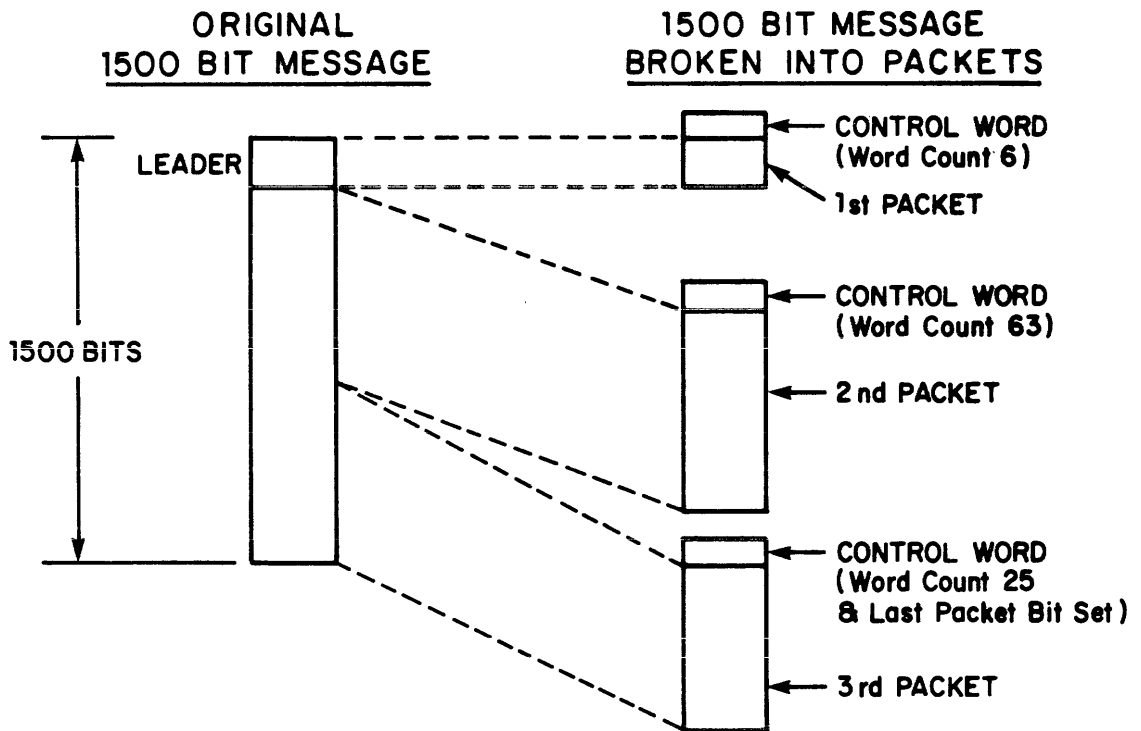 ORIGINAL
1500 BIT MESSAGE
1500 BIT MESSAGE
BROKEN INTO PACKETS
LEADER
1500 BITS
CONTROL WORD
(Word Count 6)
1st PACKET
CONTROL WORD
(Word Count 63)
2nd PACKET
CONTROL WORD
(Word Count 25
& Last Packet Bit Set)
3rd PACKET